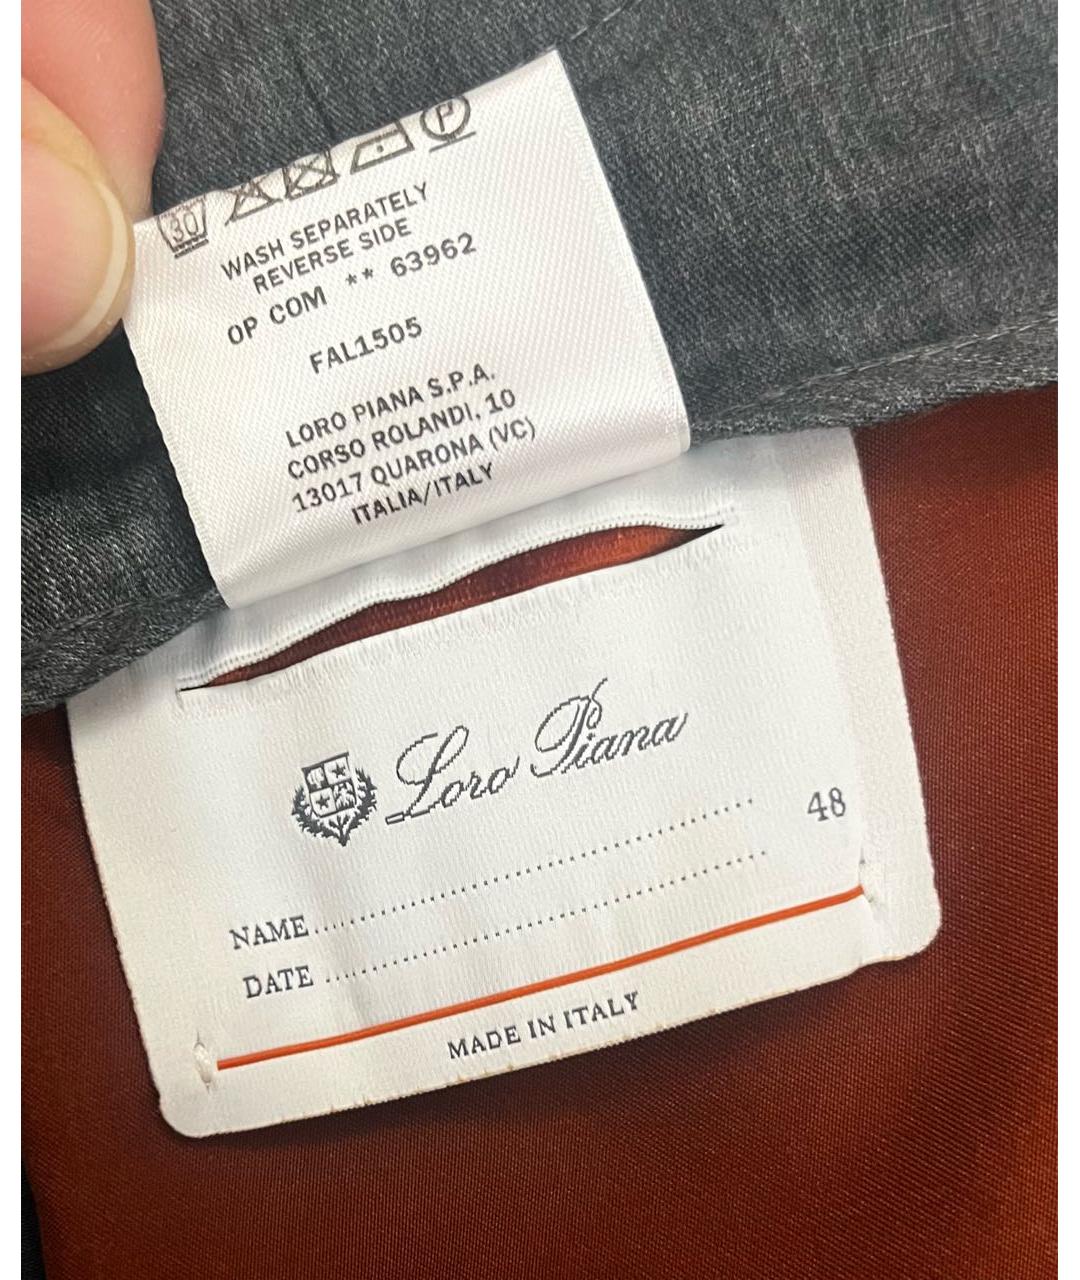 30
P
WASH SEPARATELY
REVERSE SIDE
OP COM ** 63962
FAL1505
LORO PIANA S.P.A.
CORSO ROLANDI, 10
13017 QUARONA (VC)
ITALIA/ITALY
Loro Piana
48
NAME
DATE
MADE IN ITALY